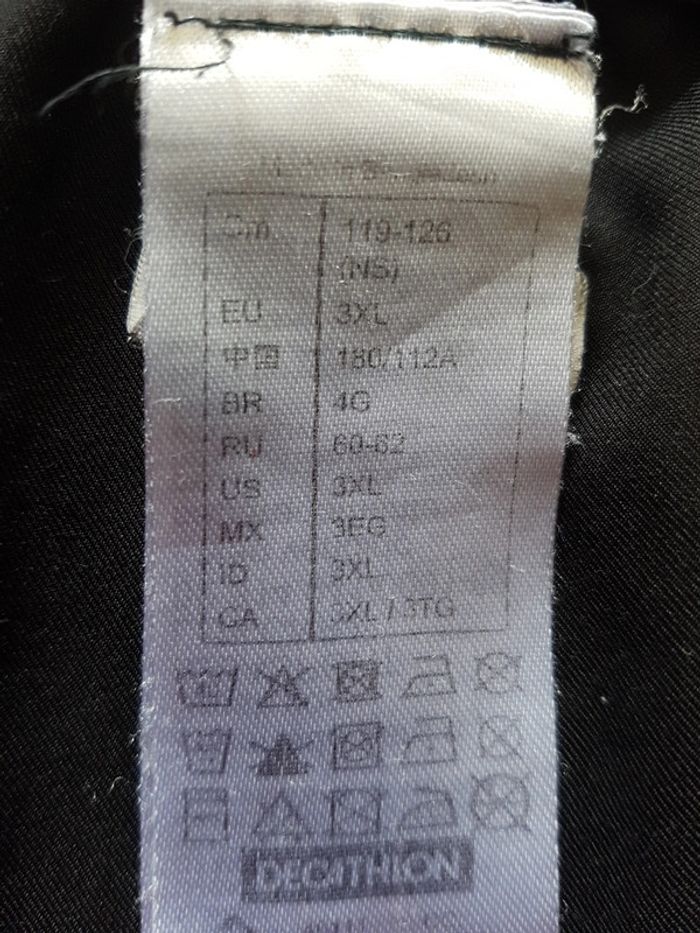 Cm 119-126
(NS)
EU 3XL
中国 180/112A
BR 4G
RU 60-62
US 3XL
MX 3EG
ID 3XL
CA 3XL / 3TG
DECATHLON